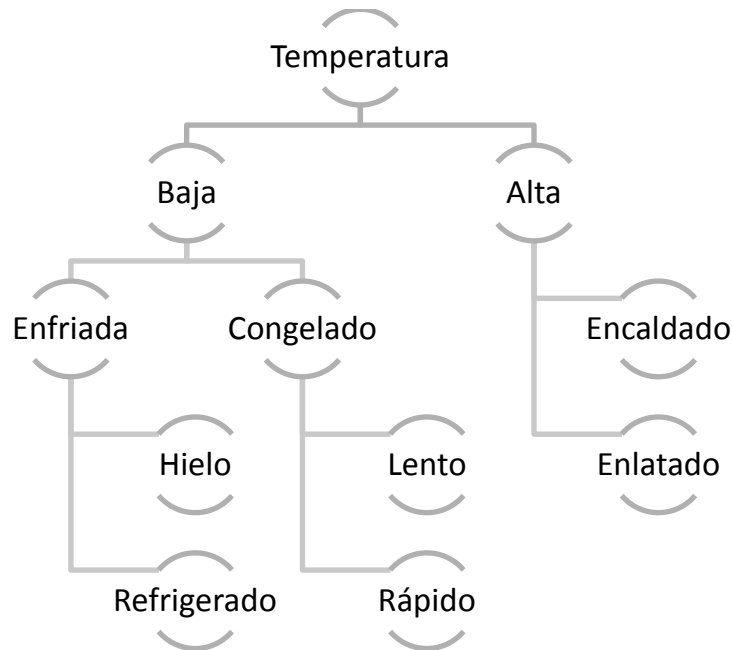 Temperatura
Baja
Alta
Enfriada
Congelado
Encaldado
Hielo
Lento
Enlatado
Refrigerado
Rápido